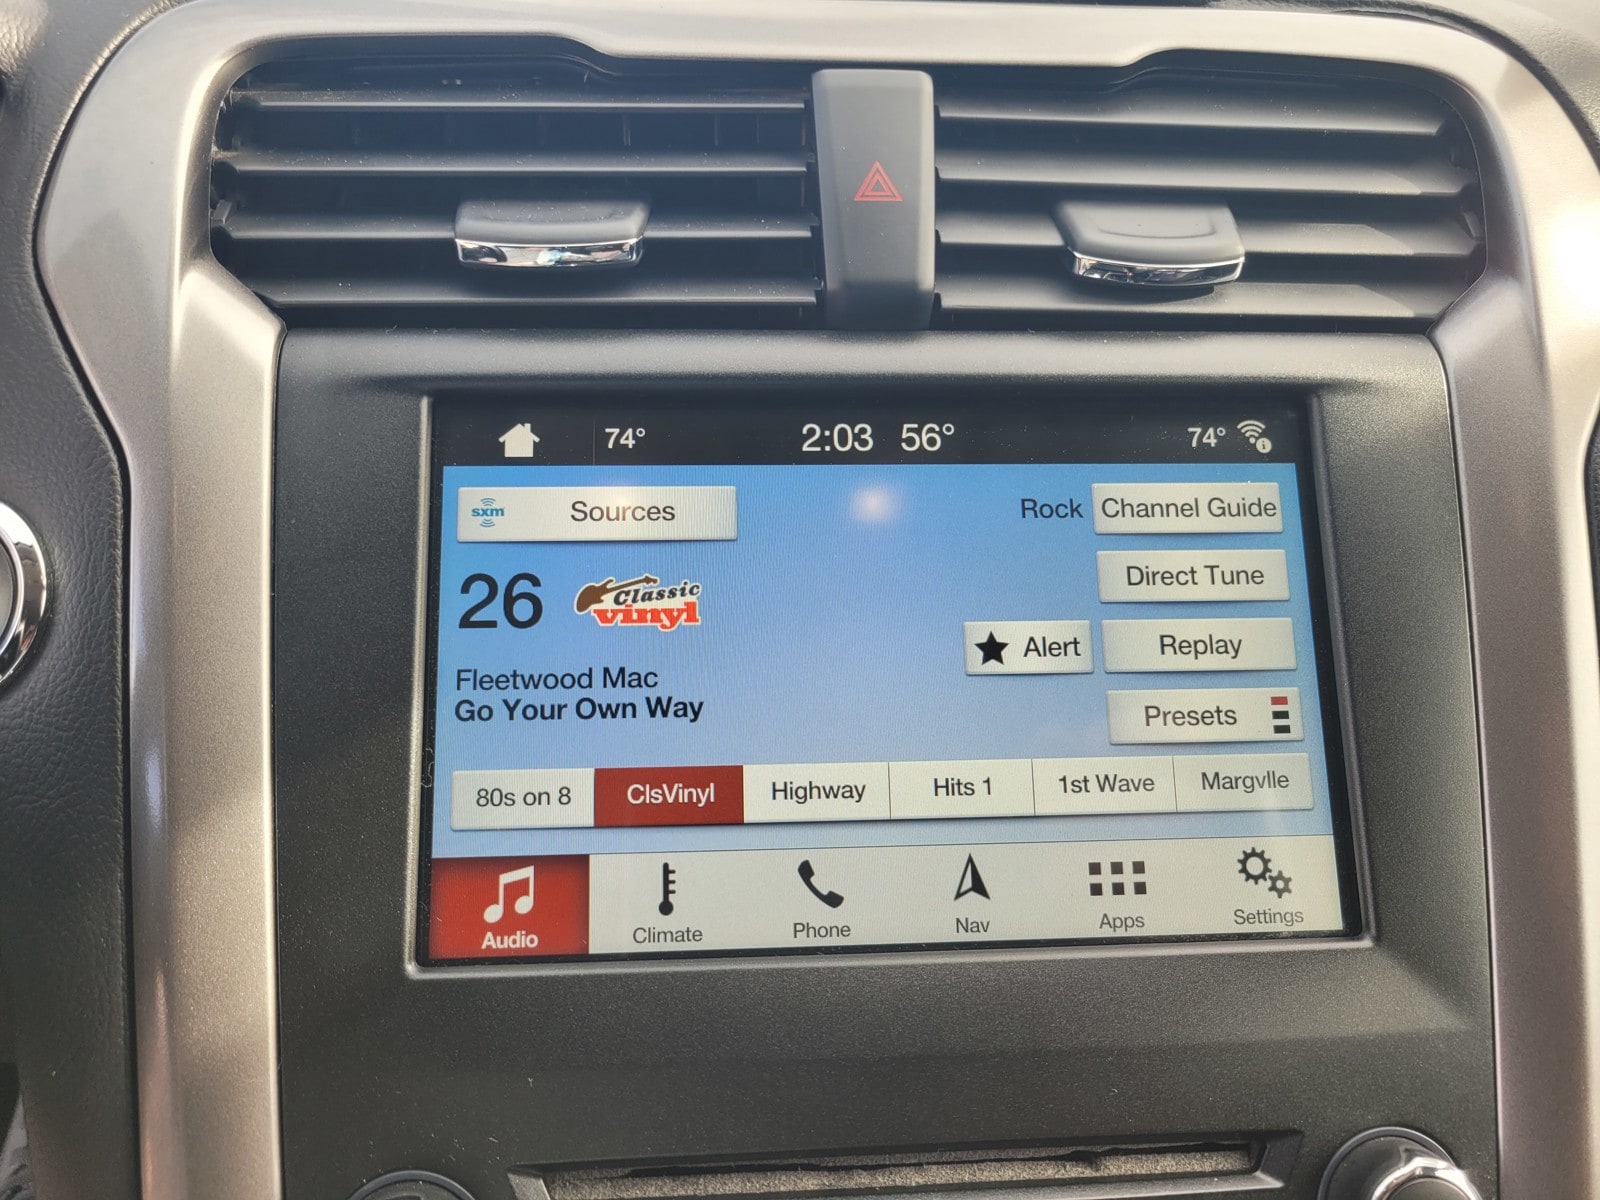 74° 2:03 56° 74°
sxm Sources
Rock Channel Guide
Direct Tune
26 Classic vinyl
Alert Replay
Fleetwood Mac
Go Your Own Way
Presets
80s on 8 ClsVinyl Highway Hits 1 1st Wave Margvlle
Audio Climate Phone Nav Apps Settings